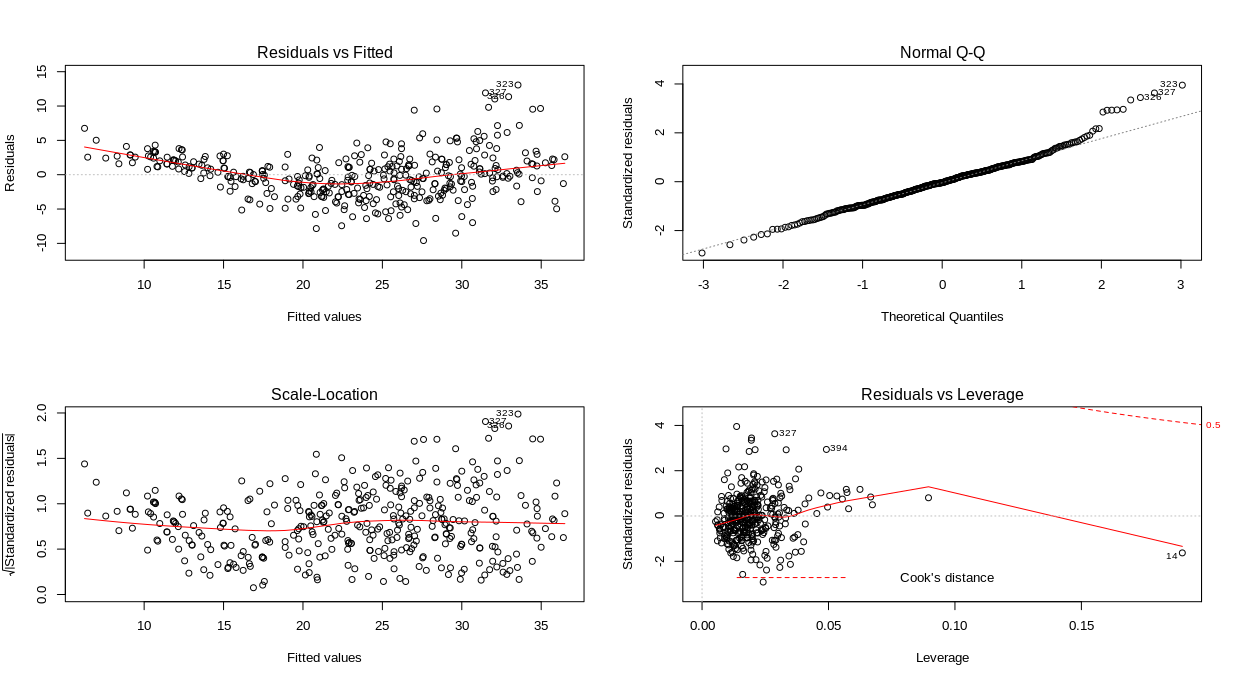 Residuals vs Fitted
Residuals
15
10
5
0
-5
-10
323
327
326
10 15 20 25 30 35
Fitted values
Normal Q-Q
Standardized residuals
4
2
0
-2
323
327
326
-3 -2 -1 0 1 2 3
Theoretical Quantiles
Scale-Location
√|Standardized residuals|
2.0
1.5
1.0
0.5
0.0
323
327
326
10 15 20 25 30 35
Fitted values
Residuals vs Leverage
Standardized residuals
4
2
0
-2
327
394
14
0.5
Cook's distance
0.00 0.05 0.10 0.15
Leverage